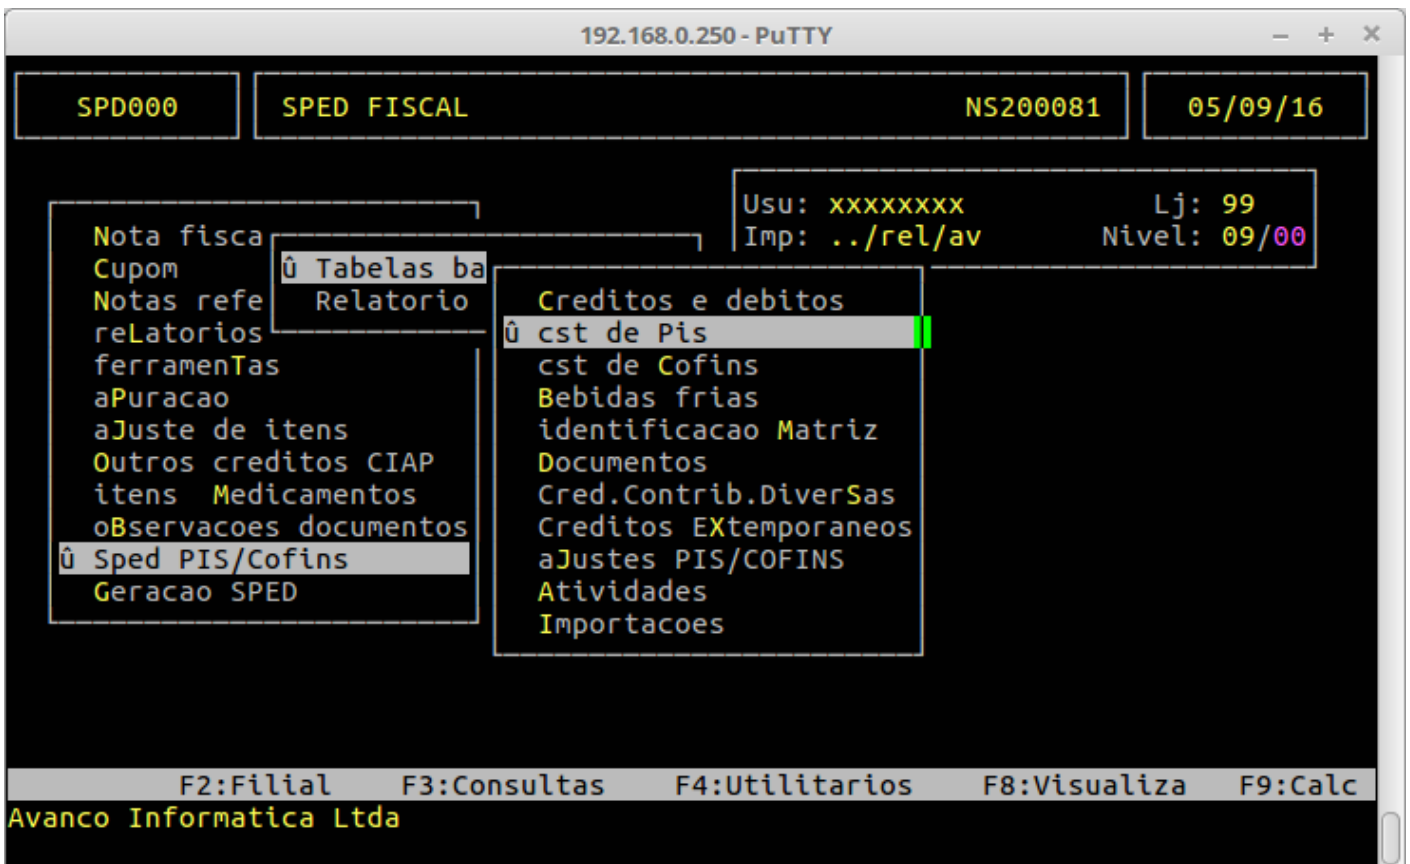 192.168.0.250 - PuTTY
SPD000 SPED FISCAL NS200081 05/09/16
Usu: xxxxxxxx Lj: 99
Imp: ../rel/av Nivel: 09/00
Nota fisca
Cupom
Notas refe
reLatorios
ferramenTas
aPuracao
aJuste de itens
Outros creditos CIAP
itens Medicamentos
oBservacoes documentos
û Sped PIS/Cofins
Geracao SPED
û Tabelas ba
Relatorio
Creditos e debitos
û cst de Pis
cst de Cofins
Bebidas frias
identificacao Matriz
Documentos
Cred.Contrib.DiverSas
Creditos EXtemporaneos
aJustes PIS/COFINS
Atividades
Importacoes
F2:Filial F3:Consultas F4:Utilitarios F8:Visualiza F9:Calc
Avanco Informatica Ltda